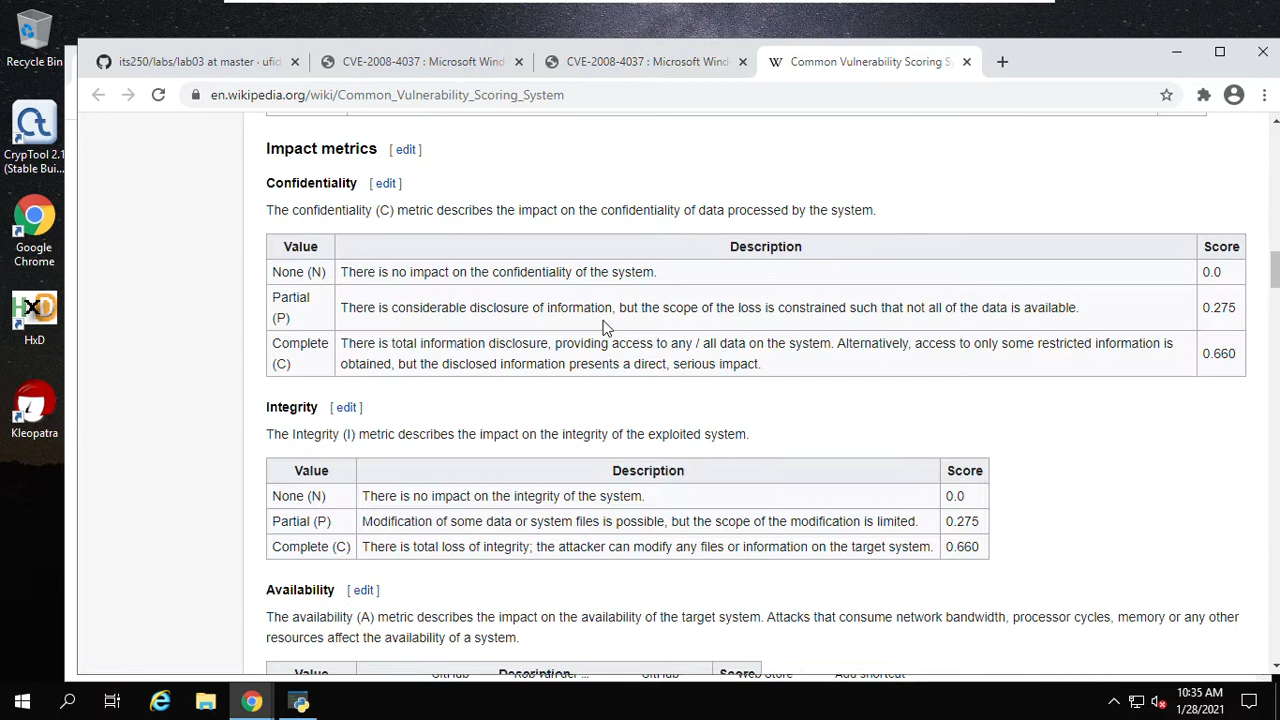 Recycle Bin
CrypTool 2.1
(Stable Bui...
Google
Chrome
HxD
Kleopatra
its250/labs/lab03 at master · ufid
CVE-2008-4037 : Microsoft Wind
CVE-2008-4037 : Microsoft Wind
Common Vulnerability Scoring S
en.wikipedia.org/wiki/Common_Vulnerability_Scoring_System
Impact metrics [ edit ]
Confidentiality [ edit ]
The confidentiality (C) metric describes the impact on the confidentiality of data processed by the system.
Value Description Score
None (N) There is no impact on the confidentiality of the system. 0.0
Partial (P) There is considerable disclosure of information, but the scope of the loss is constrained such that not all of the data is available. 0.275
Complete (C) There is total information disclosure, providing access to any / all data on the system. Alternatively, access to only some restricted information is
obtained, but the disclosed information presents a direct, serious impact. 0.660
Integrity [ edit ]
The Integrity (I) metric describes the impact on the integrity of the exploited system.
Value Description Score
None (N) There is no impact on the integrity of the system. 0.0
Partial (P) Modification of some data or system files is possible, but the scope of the modification is limited. 0.275
Complete (C) There is total loss of integrity; the attacker can modify any files or information on the target system. 0.660
Availability [ edit ]
The availability (A) metric describes the impact on the availability of the target system. Attacks that consume network bandwidth, processor cycles, memory or any other
resources affect the availability of a system.
Value Description Score
GitHub GitHub Add shortcut
10:35 AM
1/28/2021